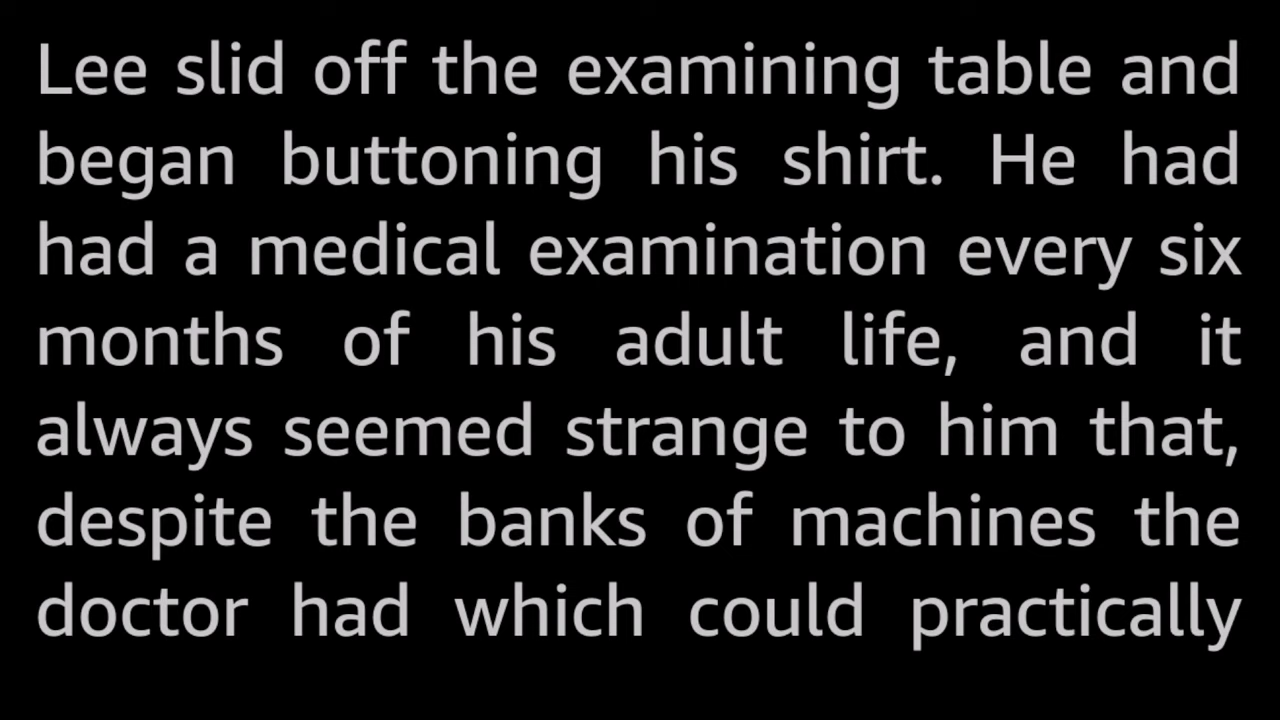 Lee slid off the examining table and
began buttoning his shirt. He had
had a medical examination every six
months of his adult life, and it
always seemed strange to him that,
despite the banks of machines the
doctor had which could practically